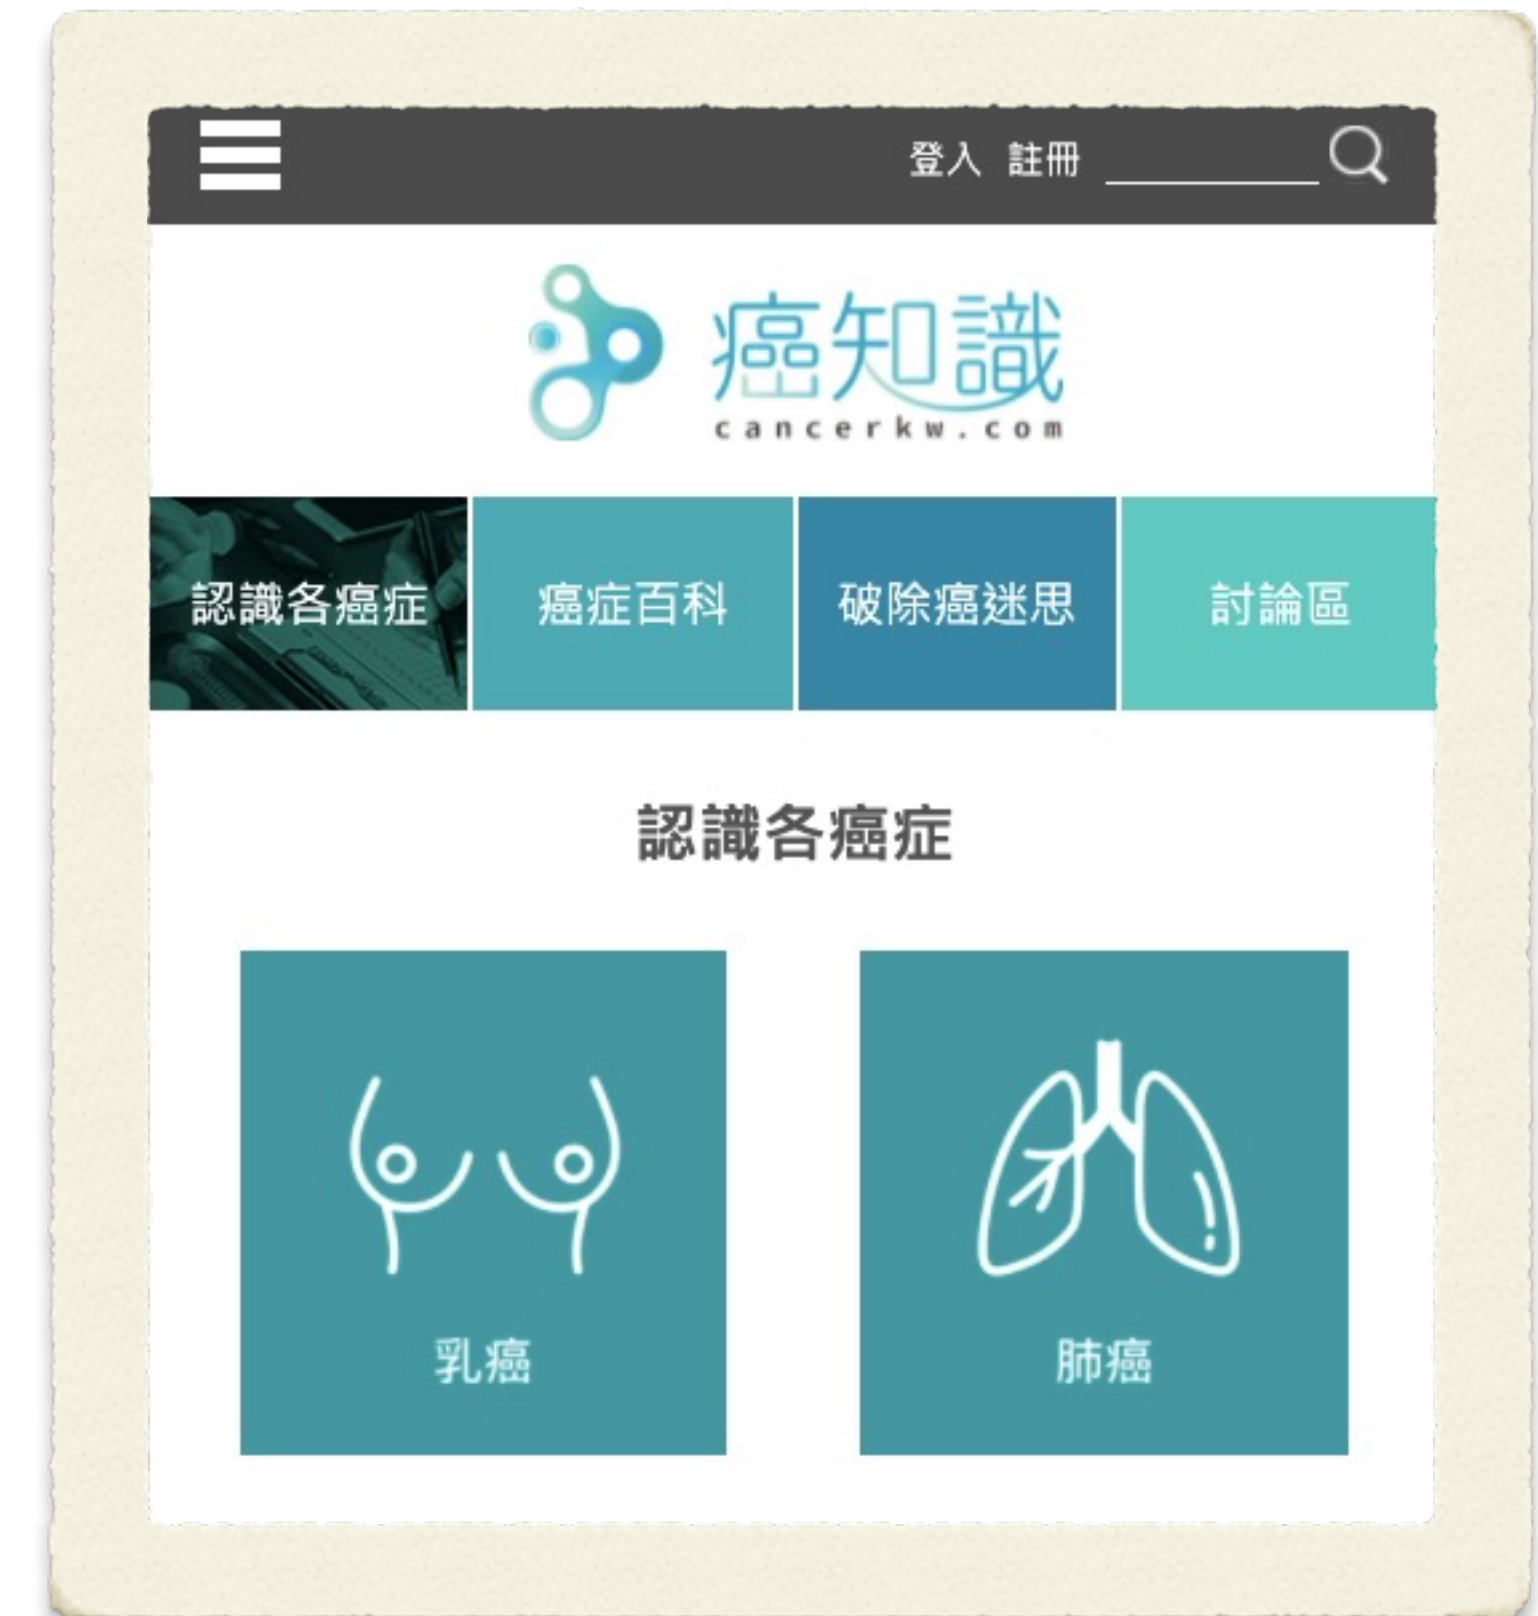 登入 註冊
癌知識
cancerkw.com
認識各癌症 癌症百科 破除癌迷思 討論區
認識各癌症
乳癌 肺癌